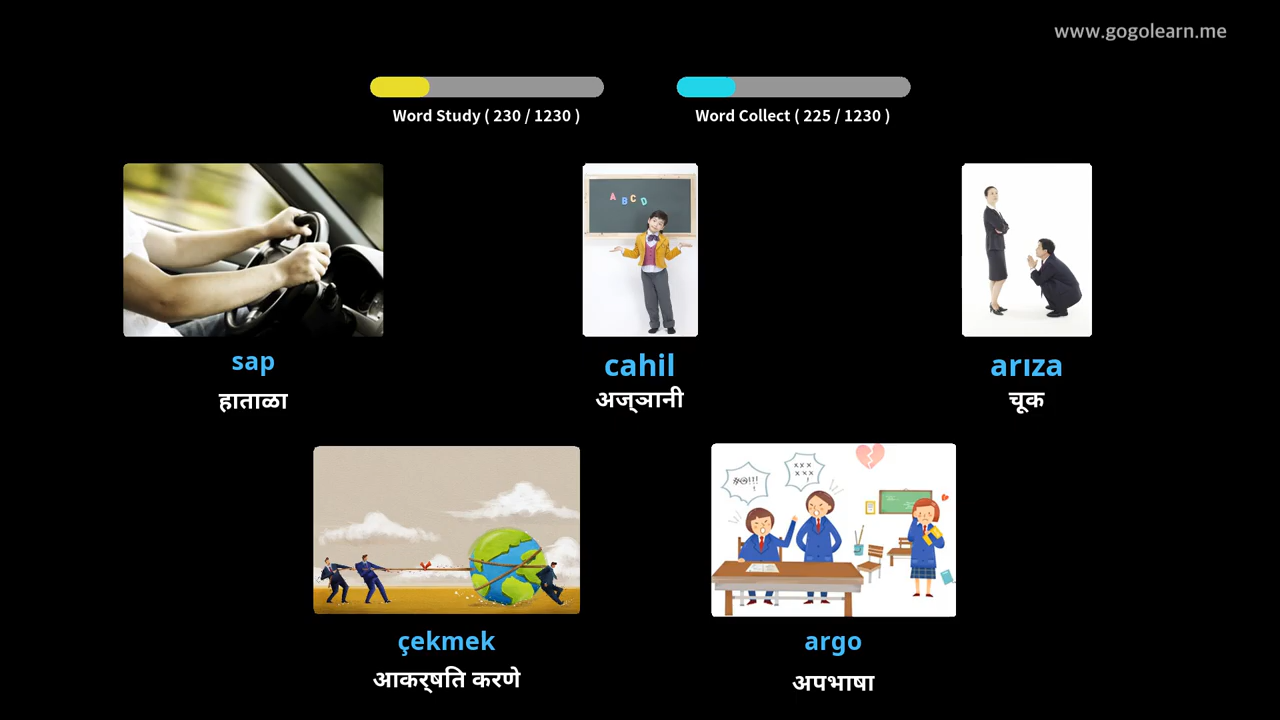 www.gogolearn.me
Word Study ( 230 / 1230 )
Word Collect ( 225 / 1230 )
sap
हाताळा
cahil
अज्ञानी
arıza
चूक
A B C D
çekmek
आकर्षति करणे
argo
अपभाषा